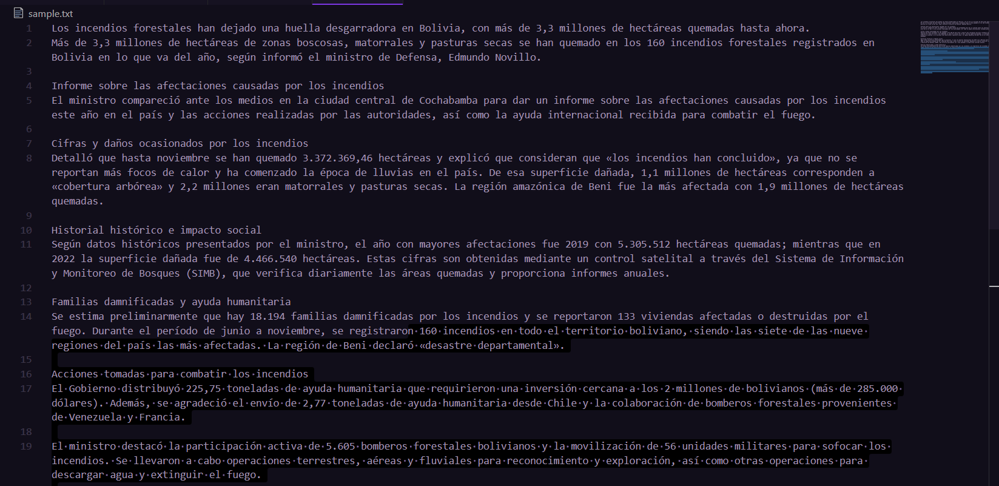 sample.txt
1 Los incendios forestales han dejado una huella desgarradora en Bolivia, con más de 3,3 millones de hectáreas quemadas hasta ahora.
2 Más de 3,3 millones de hectáreas de zonas boscosas, matorrales y pasturas secas se han quemado en los 160 incendios forestales registrados en
Bolivia en lo que va del año, según informó el ministro de Defensa, Edmundo Novillo.
3
4 Informe sobre las afectaciones causadas por los incendios
5 El ministro compareció ante los medios en la ciudad central de Cochabamba para dar un informe sobre las afectaciones causadas por los incendios
este año en el país y las acciones realizadas por las autoridades, así como la ayuda internacional recibida para combatir el fuego.
6
7 Cifras y daños ocasionados por los incendios
8 Detalló que hasta noviembre se han quemado 3.372.369,46 hectáreas y explicó que consideran que «los incendios han concluido», ya que no se
reportan más focos de calor y ha comenzado la época de lluvias en el país. De esa superficie dañada, 1,1 millones de hectáreas corresponden a
«cobertura arbórea» y 2,2 millones eran matorrales y pasturas secas. La región amazónica de Beni fue la más afectada con 1,9 millones de hectáreas
quemadas.
9
10 Historial histórico e impacto social
11 Según datos históricos presentados por el ministro, el año con mayores afectaciones fue 2019 con 5.305.512 hectáreas quemadas; mientras que en
2022 la superficie dañada fue de 4.466.540 hectáreas. Estas cifras son obtenidas mediante un control satelital a través del Sistema de Información
y Monitoreo de Bosques (SIMB), que verifica diariamente las áreas quemadas y proporciona informes anuales.
12
13 Familias damnificadas y ayuda humanitaria
14 Se estima preliminarmente que hay 18.194 familias damnificadas por los incendios y se reportaron 133 viviendas afectadas o destruidas por el
fuego. Durante el período de junio a noviembre, se registraron 160 incendios en todo el territorio boliviano, siendo las siete de las nueve
regiones del país las más afectadas. La región de Beni declaró «desastre departamental».
15
16 Acciones tomadas para combatir los incendios
17 El Gobierno distribuyó 225,75 toneladas de ayuda humanitaria que requirieron una inversión cercana a los 2 millones de bolivianos (más de 285.000
dólares). Además, se agradeció el envío de 2,77 toneladas de ayuda humanitaria desde Chile y la colaboración de bomberos forestales provenientes
de Venezuela y Francia.
18
19 El ministro destacó la participación activa de 5.605 bomberos forestales bolivianos y la movilización de 56 unidades militares para sofocar los
incendios. Se llevaron a cabo operaciones terrestres, aéreas y fluviales para reconocimiento y exploración, así como otras operaciones para
descargar agua y extinguir el fuego.